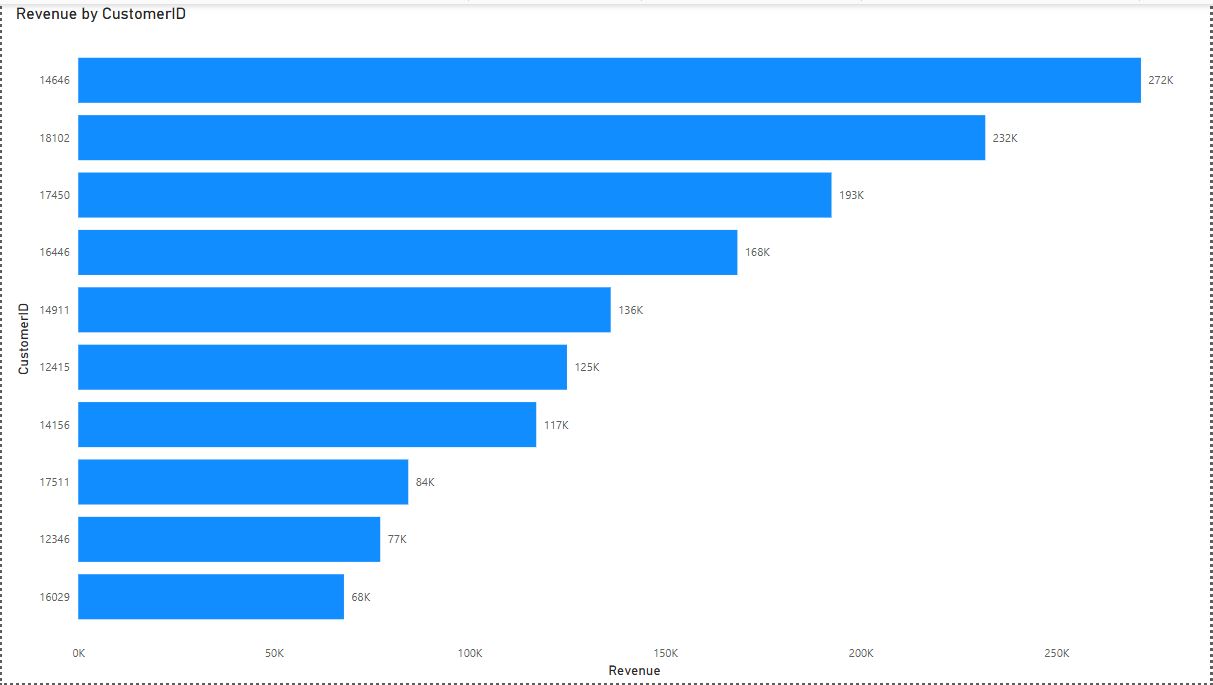 Revenue by CustomerID
14646 272K
18102 232K
17450 193K
16446 168K
14911 136K
CustomerID
12415 125K
14156 117K
17511 84K
12346 77K
16029 68K
0K 50K 100K 150K 200K 250K
Revenue